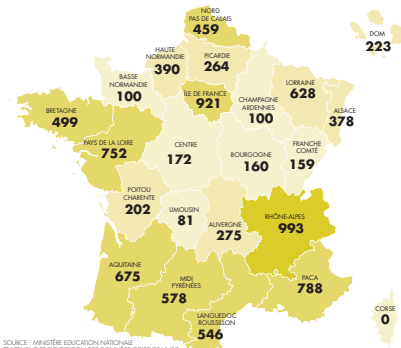 NORD
PAS DE CALAIS
459
DOM
223
HAUTE
NORMANDIE
390
PICARDIE
264
BASSE
NORMANDIE
100
ÎLE DE FRANCE
921
CHAMPAGNE
ARDENNES
100
LORRAINE
628
ALSACE
378
BRETAGNE
499
PAYS DE LA LOIRE
752
CENTRE
172
BOURGOGNE
160
FRANCHE
COMTÉ
159
POITOU
CHARENTE
202
LIMOUSIN
81
AUVERGNE
275
RHÔNE-ALPES
993
AQUITAINE
675
MIDI
PYRÉNÉES
578
PACA
788
LANGUEDOC
ROUSSILLON
546
CORSE
0
SOURCE : MINISTÈRE EDUCATION NATIONALE